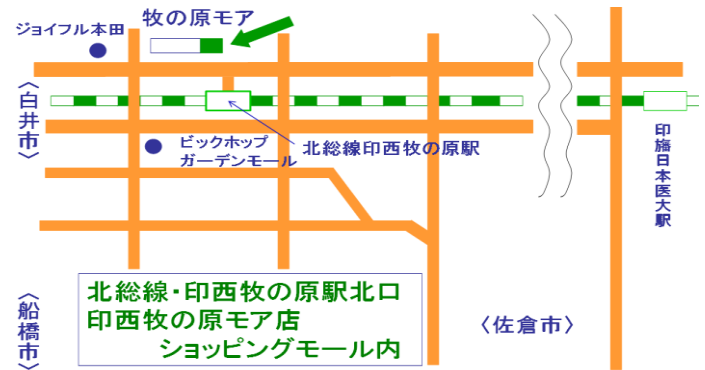 牧の原モア
ジョイフル本田
〈白井市〉
ビックホップ
ガーデンモール
北総線印西牧の原駅
印旛日本医大駅
北総線・印西牧の原駅北口
印西牧の原モア店
ショッピングモール内
〈船橋市〉
〈佐倉市〉